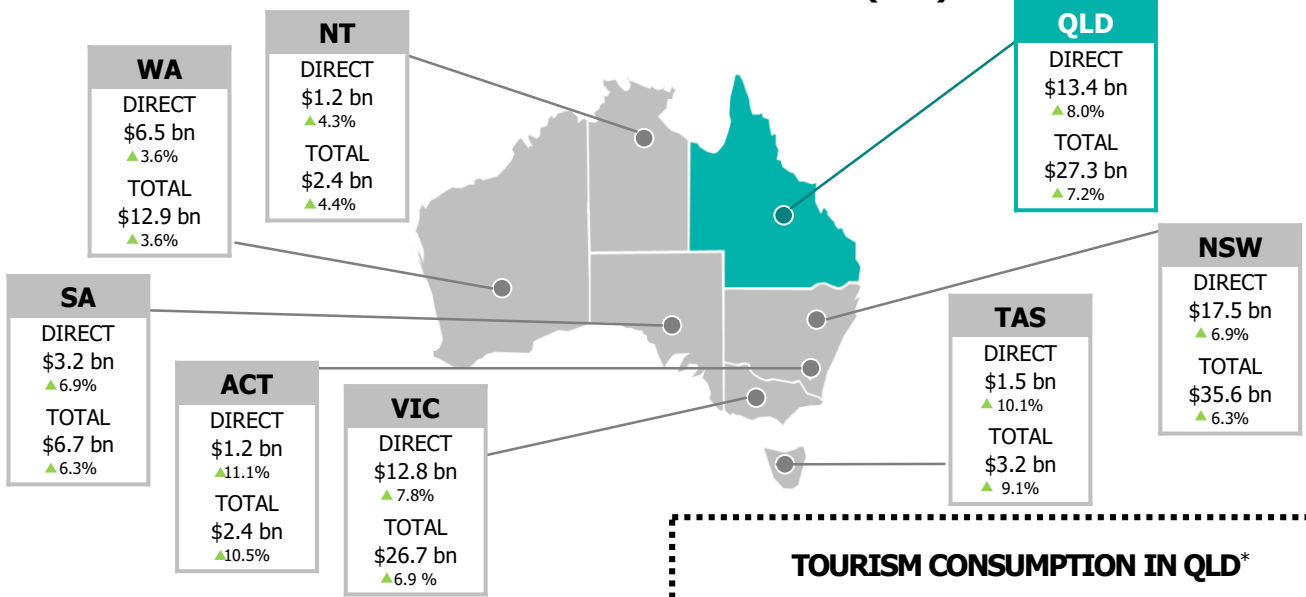 NT
DIRECT
$1.2 bn
▲4.3%
TOTAL
$2.4 bn
▲4.4%
WA
DIRECT
$6.5 bn
▲3.6%
TOTAL
$12.9 bn
▲3.6%
QLD
DIRECT
$13.4 bn
▲ 8.0%
TOTAL
$27.3 bn
▲ 7.2%
NSW
DIRECT
$17.5 bn
▲ 6.9%
TOTAL
$35.6 bn
▲ 6.3%
SA
DIRECT
$3.2 bn
▲6.9%
TOTAL
$6.7 bn
▲6.3%
ACT
DIRECT
$1.2 bn
▲11.1%
TOTAL
$2.4 bn
▲10.5%
VIC
DIRECT
$12.8 bn
▲ 7.8%
TOTAL
$26.7 bn
▲6.9 %
TAS
DIRECT
$1.5 bn
▲ 10.1%
TOTAL
$3.2 bn
▲ 9.1%
TOURISM CONSUMPTION IN QLD*